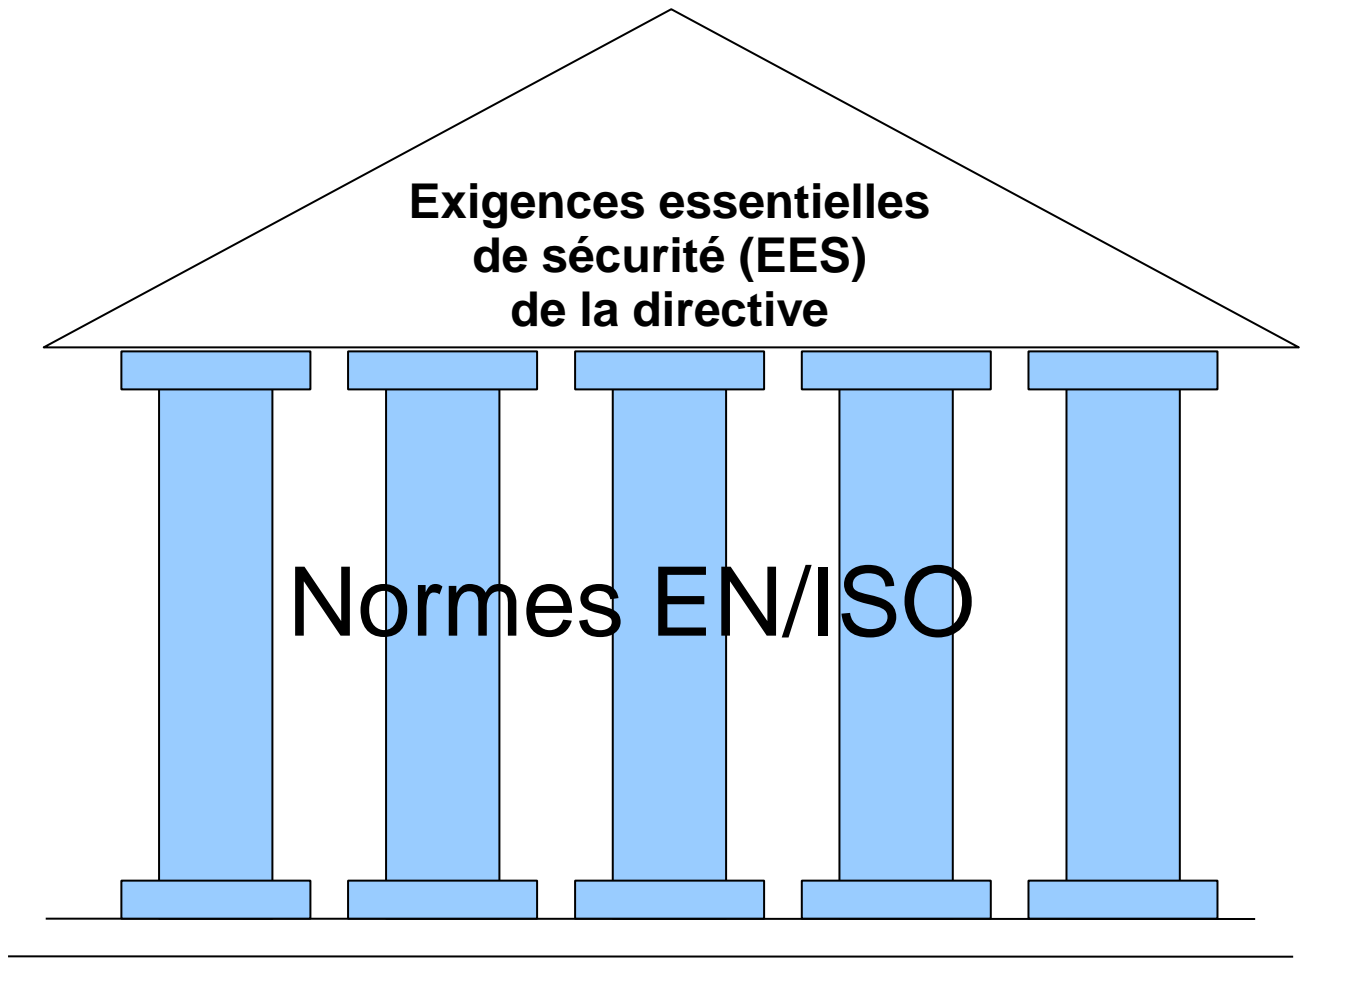 Exigences essentielles
de sécurité (EES)
de la directive
Normes EN/ISO